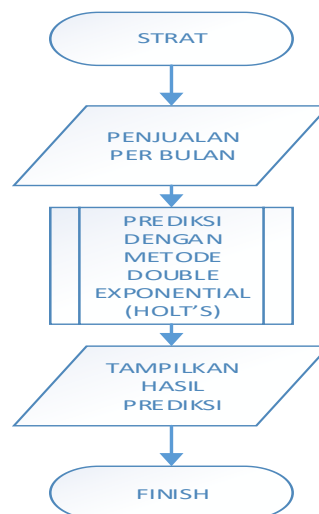 STRAT
PENJUALAN
PER BULAN
PREDIKSI
DENGAN
METODE
DOUBLE
EXPONENTIAL
(HOLT'S)
TAMPILKAN
HASIL
PREDIKSI
FINISH